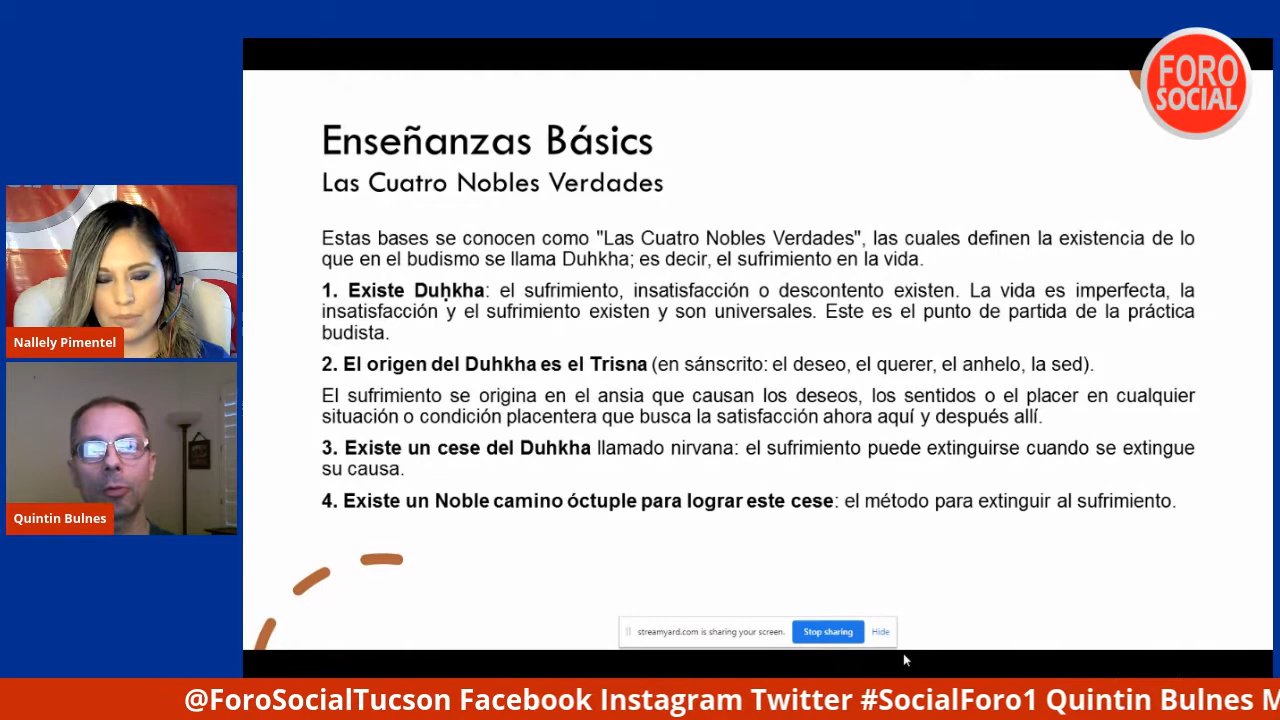 FORO
SOCIAL
Enseñanzas Básics
Las Cuatro Nobles Verdades
Estas bases se conocen como "Las Cuatro Nobles Verdades", las cuales definen la existencia de lo
que en el budismo se llama Duhkha; es decir, el sufrimiento en la vida.
1. Existe Duḥkha: el sufrimiento, insatisfacción o descontento existen. La vida es imperfecta, la
insatisfacción y el sufrimiento existen y son universales. Este es el punto de partida de la práctica
budista.
2. El origen del Duhkha es el Trisna (en sánscrito: el deseo, el querer, el anhelo, la sed).
El sufrimiento se origina en el ansia que causan los deseos, los sentidos o el placer en cualquier
situación o condición placentera que busca la satisfacción ahora aquí y después allí.
3. Existe un cese del Duhkha llamado nirvana: el sufrimiento puede extinguirse cuando se extingue
su causa.
4. Existe un Noble camino óctuple para lograr este cese: el método para extinguir al sufrimiento.
Nallely Pimentel
Quintin Bulnes
streamyard.com is sharing your screen. Stop sharing Hide
@ForoSocialTucson Facebook Instagram Twitter #SocialForo1 Quintin Bulnes M